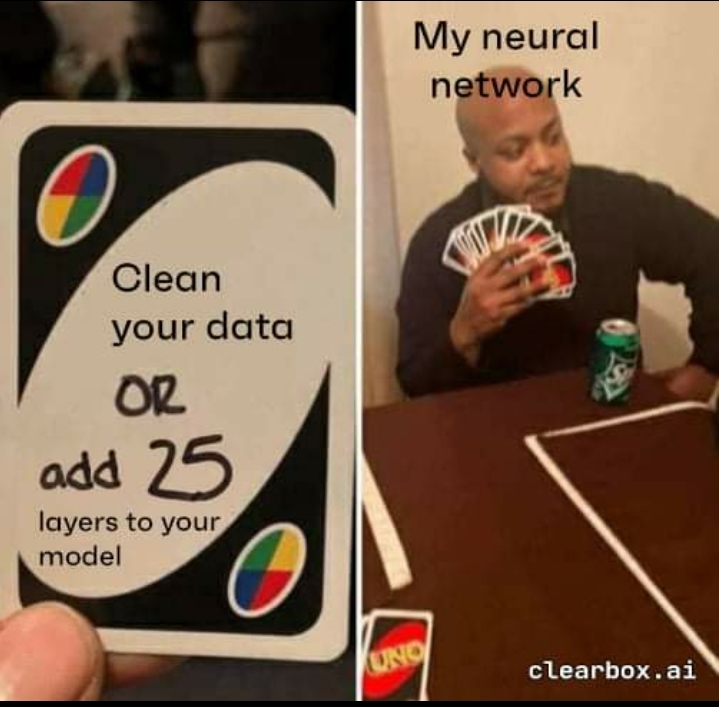 Clean
your data
OR
add 25
layers to your
model
My neural
network
UNO
clearbox.ai